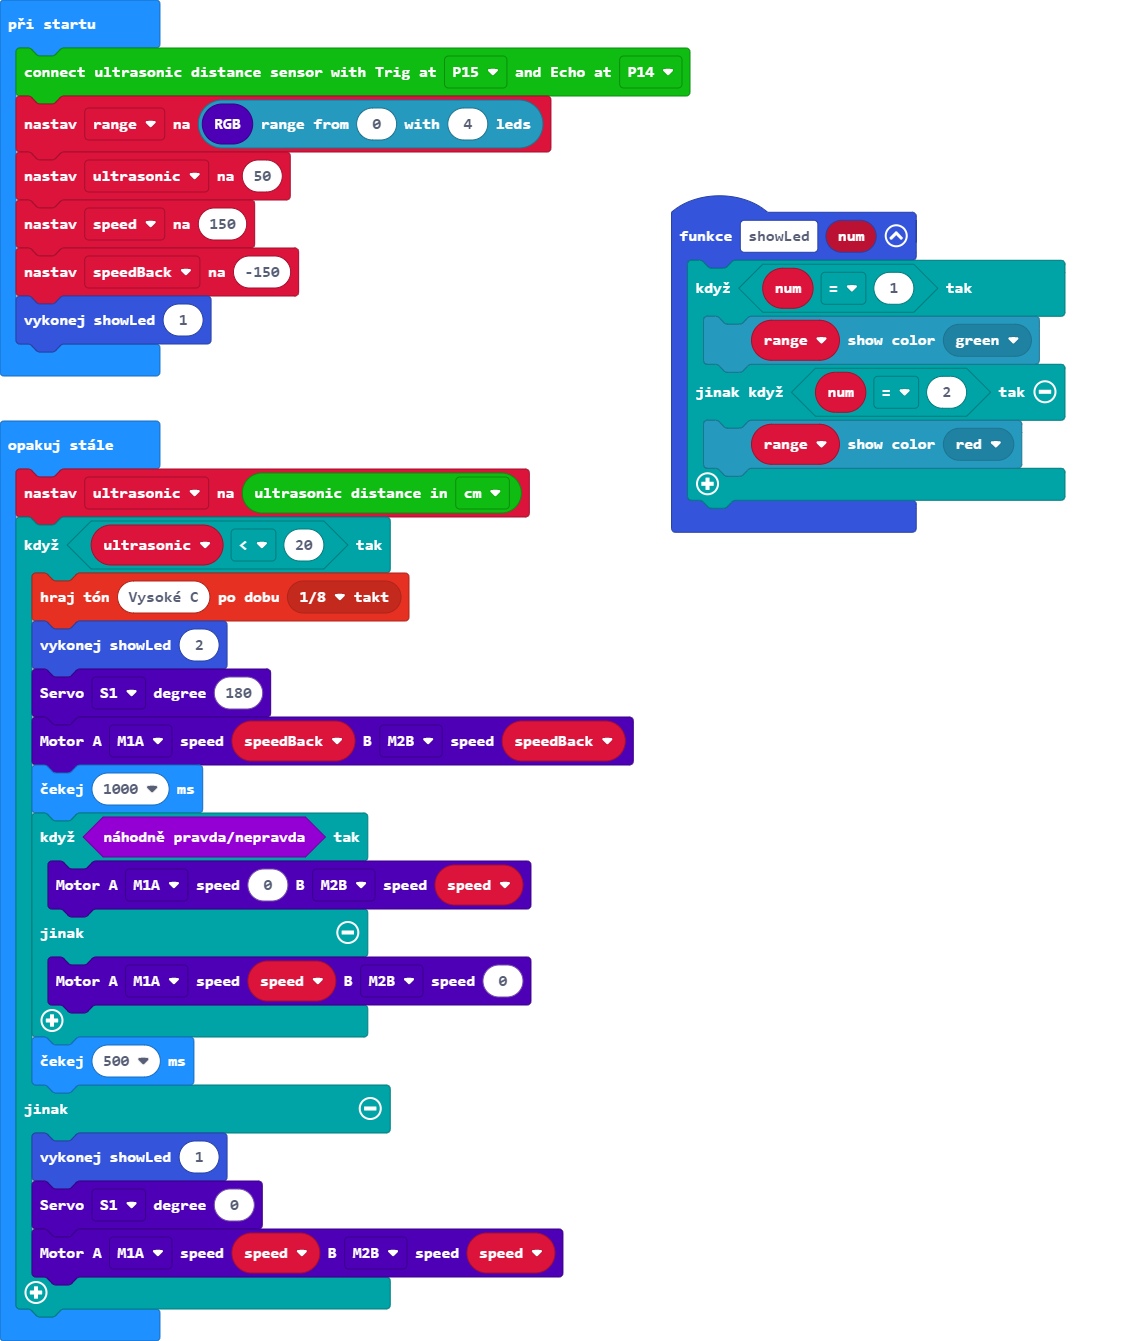 při startu
connect ultrasonic distance sensor with Trig at P15 and Echo at P14
nastav range na RGB range from 0 with 4 leds
nastav ultrasonic na 50
nastav speed na 150
nastav speedBack na -150
vykonej showLed 1
opakuj stále
nastav ultrasonic na ultrasonic distance in cm
když ultrasonic < 20 tak
hraj tón Vysoké C po dobu 1/8 takt
vykonej showLed 2
Servo S1 degree 180
Motor A M1A speed speedBack B M2B speed speedBack
čekej 1000 ms
když náhodně pravda/nepravda tak
Motor A M1A speed 0 B M2B speed speed
jinak
Motor A M1A speed speed B M2B speed 0
čekej 500 ms
jinak
vykonej showLed 1
Servo S1 degree 0
Motor A M1A speed speed B M2B speed speed
funkce showLed num
když num = 1 tak
range show color green
jinak když num = 2 tak
range show color red